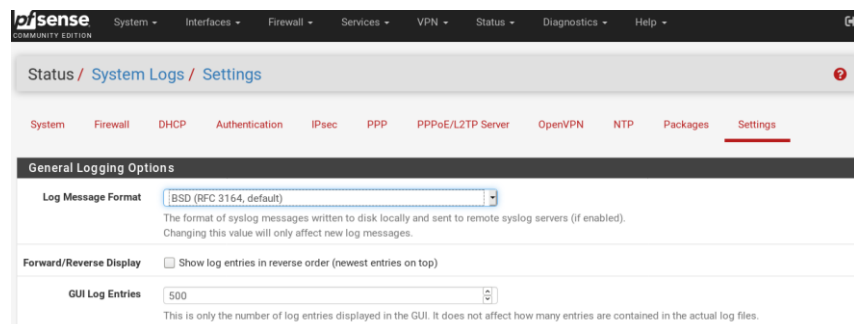 pfsense System Interfaces Firewall Services VPN Status Diagnostics Help
COMMUNITY EDITION
Status / System Logs / Settings
System Firewall DHCP Authentication IPsec PPP PPPoE/L2TP Server OpenVPN NTP Packages Settings
General Logging Options
Log Message Format BSD (RFC 3164, default)
The format of syslog messages written to disk locally and sent to remote syslog servers (if enabled).
Changing this value will only affect new log messages.
Forward/Reverse Display Show log entries in reverse order (newest entries on top)
GUI Log Entries 500
This is only the number of log entries displayed in the GUI. It does not affect how many entries are contained in the actual log files.